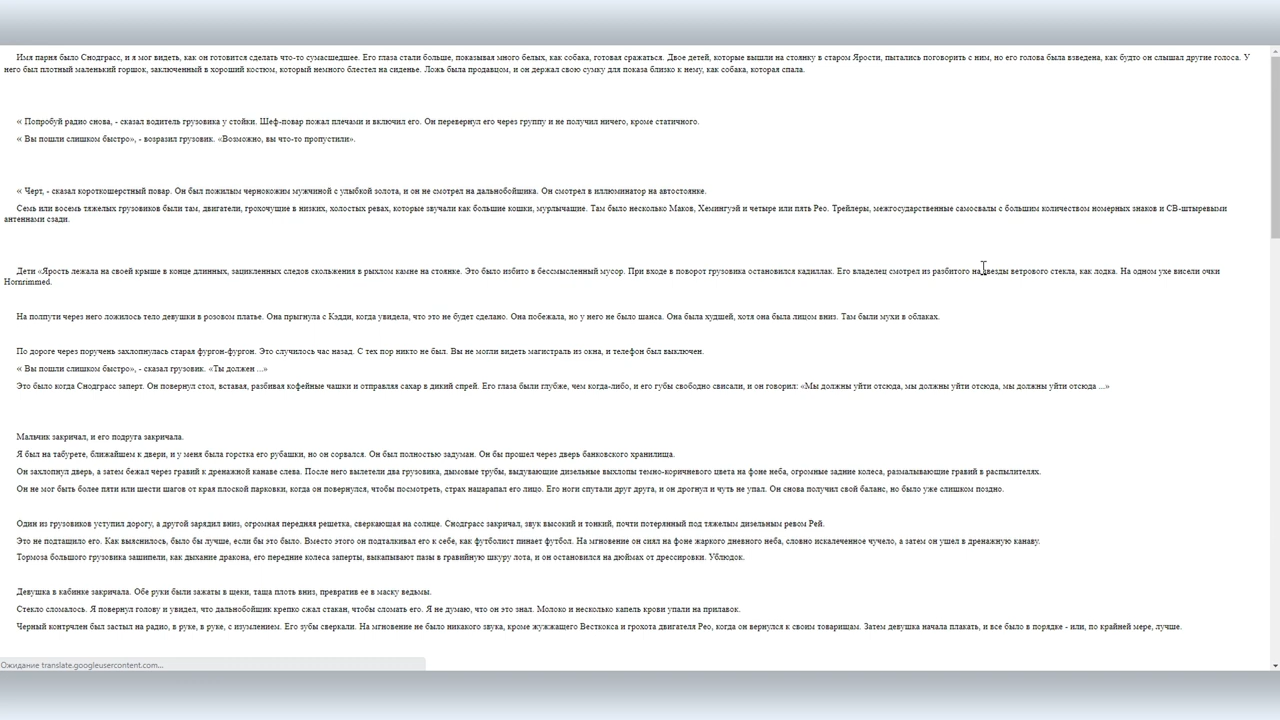 Имя парня было Снодграсс, и я мог видеть, как он готовится сделать что-то сумасшедшее. Его глаза стали больше, показывая много белых, как собака, готовая сражаться. Двое детей, которые вышли на стоянку в старом Ярости, пытались поговорить с ним, но его голова была взведена, как будто он слышал другие голоса. У
него был плотный маленький горшок, заключенный в хороший костюм, который немного блестел на сиденье. Ложь была продавцом, и он держал свою сумку для показа близко к нему, как собака, которая спала.
« Попробуй радио снова, - сказал водитель грузовика у стойки. Шеф-повар пожал плечами и включил его. Он перевернул его через группу и не получил ничего, кроме статичного.
« Вы пошли слишком быстро», - возразил грузовик. «Возможно, вы что-то пропустили».
« Черт, - сказал короткошерстный повар. Он был пожилым чернокожим мужчиной с улыбкой золота, и он не смотрел на дальнобойщика. Он смотрел в иллюминатор на автостоянке.
Семь или восемь тяжелых грузовиков были там, двигатели, грохочущие в низких, холостых ревах, которые звучали как большие кошки, мурлычащие. Там было несколько Маков, Хемингуэй и четыре или пять Рео. Трейлеры, межгосударственные самосвалы с большим количеством номерных знаков и СВ-штыревыми
антеннами сзади.
Дети «Ярость лежала на своей крыше в конце длинных, зацикленных следов скольжения в рыхлом камне на стоянке. Это было избито в бессмысленный мусор. При входе в поворот грузовика остановился кадиллак. Его владелец смотрел из разбитого на звезды ветрового стекла, как лодка. На одном ухе висели очки
Hornrimmed.
На полпути через него ложилось тело девушки в розовом платье. Она прыгнула с Кэдди, когда увидела, что это не будет сделано. Она побежала, но у него не было шанса. Она была худшей, хотя она была лицом вниз. Там были мухи в облаках.
По дороге через поручень захлопнулась старая фургон-фургон. Это случилось час назад. С тех пор никто не был. Вы не могли видеть магистраль из окна, и телефон был выключен.
« Вы пошли слишком быстро», - сказал грузовик. «Ты должен ...»
Это было когда Снодграсс заперт. Он повернул стол, вставая, разбивая кофейные чашки и отправляя сахар в дикий спрей. Его глаза были глубже, чем когда-либо, и его губы свободно свисали, и он говорил: «Мы должны уйти отсюда, мы должны уйти отсюда, мы должны уйти отсюда ...»
Мальчик закричал, и его подруга закричала.
Я был на табурете, ближайшем к двери, и у меня была горстка его рубашки, но он сорвался. Он был полностью задуман. Он бы прошел через дверь банковского хранилища.
Он захлопнул дверь, а затем бежал через гравий к дренажной канаве слева. После него вылетели два грузовика, дымовые трубы, выдувающие дизельные выхлопы темно-коричневого цвета на фоне неба, огромные задние колеса, размалывающие гравий в распылителях.
Он не мог быть более пяти или шести шагов от края плоской парковки, когда он повернулся, чтобы посмотреть, страх нацарапал его лицо. Его ноги спутали друг друга, и он дрогнул и чуть не упал. Он снова получил свой баланс, но было уже слишком поздно.
Один из грузовиков уступил дорогу, а другой зарядил вниз, огромная передняя решетка, сверкающая на солнце. Снодграсс закричал, звук высокий и тонкий, почти потерянный под тяжелым дизельным ревом Рей.
Это не подтащило его. Как выяснилось, было бы лучше, если бы это было. Вместо этого он подталкивал его к себе, как футболист пинает футбол. На мгновение он сиял на фоне жаркого дневного неба, словно искалеченное чучело, а затем он ушел в дренажную канаву.
Тормоза большого грузовика зашипели, как дыхание дракона, его передние колеса заперты, выкапывают пазы в гравийную шкуру лота, и он остановился на дюймах от дрессировки. Ублюдок.
Девушка в кабинке закричала. Обе руки были зажаты в щеки, таща плоть вниз, превратив ее в маску ведьмы.
Стекло сломалось. Я повернул голову и увидел, что дальнобойщик крепко сжал стакан, чтобы сломать его. Я не думаю, что он это знал. Молоко и несколько капель крови упали на прилавок.
Черный контрчлен был застыл на радио, в руке, в руке, с изумлением. Его зубы сверкали. На мгновение не было никакого звука, кроме жужжащего Весткокса и грохота двигателя Рео, когда он вернулся к своим товарищам. Затем девушка начала плакать, и все было в порядке - или, по крайней мере, лучше.
Ожидание translate.googleusercontent.com...